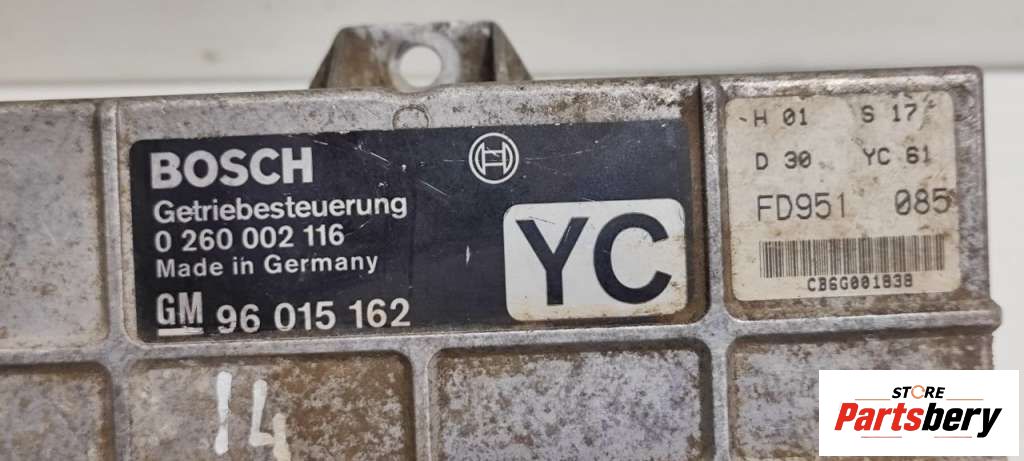 BOSCH
Getriebesteuerung
0 260 002 116
Made in Germany
GM 96 015 162
YC
H 01 S 17
D 30 YC 61
FD951 085
CB6G001838
14
STORE
Partsbery